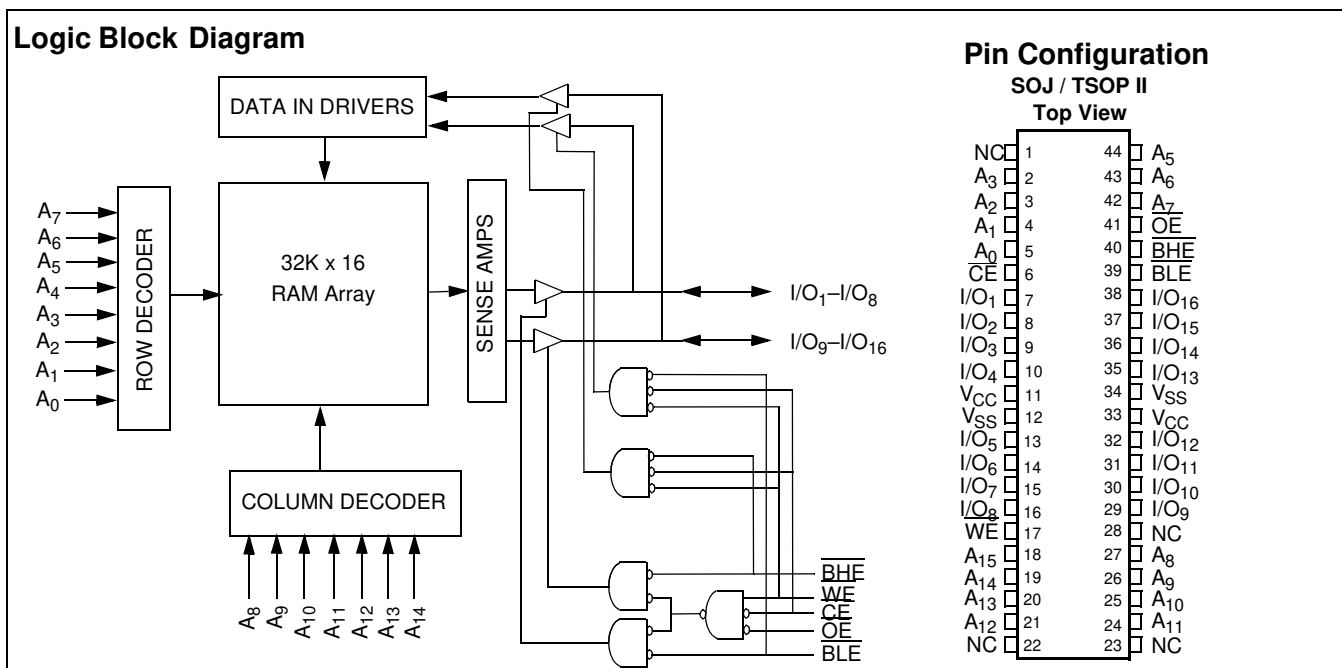 Logic Block Diagram
DATA IN DRIVERS
A7
A6
A5
A4
A3
A2
A1
A0
ROW DECODER
32K x 16
RAM Array
SENSE AMPS
I/O1–I/O8
I/O9–I/O16
COLUMN DECODER
A8
A9
A10
A11
A12
A13
A14
BHE
WE
CE
OE
BLE
Pin Configuration
SOJ / TSOP II
Top View
NC 1 44 A5
A3 2 43 A6
A2 3 42 A7
A1 4 41 OE
A0 5 40 BHE
CE 6 39 BLE
I/O1 7 38 I/O16
I/O2 8 37 I/O15
I/O3 9 36 I/O14
I/O4 10 35 I/O13
VCC 11 34 VSS
VSS 12 33 VCC
I/O5 13 32 I/O12
I/O6 14 31 I/O11
I/O7 15 30 I/O10
I/O8 16 29 I/O9
WE 17 28 NC
A15 18 27 A8
A14 19 26 A9
A13 20 25 A10
A12 21 24 A11
NC 22 23 NC